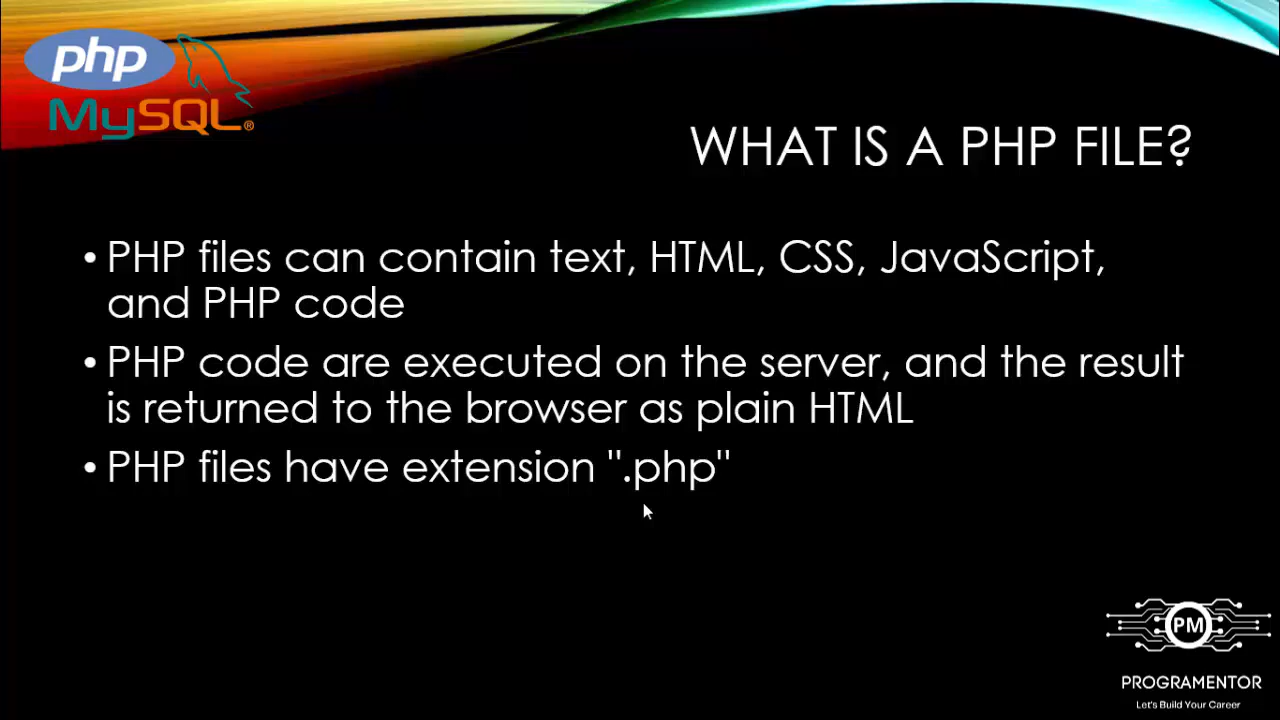 php
MySQL®
WHAT IS A PHP FILE?
• PHP files can contain text, HTML, CSS, JavaScript,
and PHP code
• PHP code are executed on the server, and the result
is returned to the browser as plain HTML
• PHP files have extension ".php"
PM
PROGRAMENTOR
Let's Build Your Career